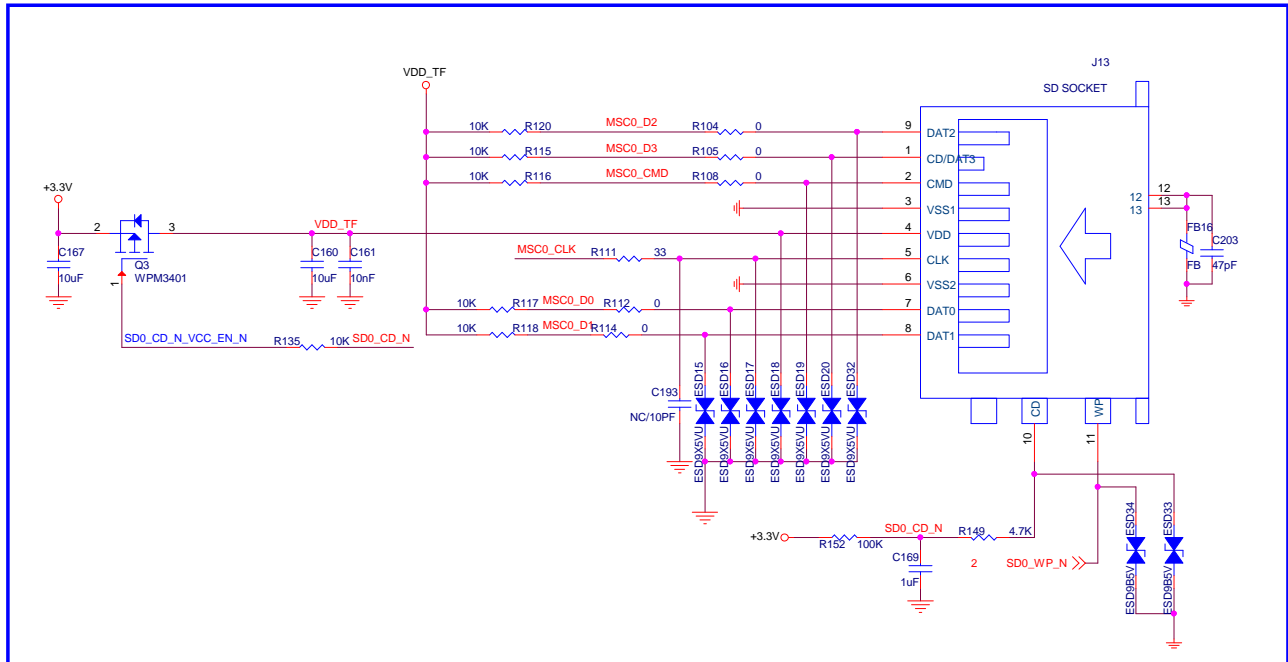 J13
SD SOCKET
VDD_TF
10K R120 MSC0_D2 R104 0 9 DAT2
10K R115 MSC0_D3 R105 0 1 CD/DAT3
10K R116 MSC0_CMD R108 0 2 CMD
3 VSS1
+3.3V 2 3 VDD_TF 4 VDD
MSC0_CLK R111 33 5 CLK
6 VSS2
10K R117 MSC0_D0 R112 0 7 DAT0
10K R118 MSC0_D1 R114 0 8 DAT1
12 12
13 13
FB16
FB
C203
47pF
C167
10uF
Q3
WPM3401
1
C160
10uF
C161
10nF
SD0_CD_N_VCC_EN_N R135 10K SD0_CD_N
C193
NC/10PF
ESD15 ESD16 ESD17 ESD18 ESD19 ESD20 ESD32
ESD9X5VU ESD9X5VU ESD9X5VU ESD9X5VU ESD9X5VU ESD9X5VU ESD9X5VU
CD WP
10 11
+3.3V R152 100K SD0_CD_N R149 4.7K
C169
1uF
2 SD0_WP_N
ESD34 ESD33
ESD9B5V ESD9B5V